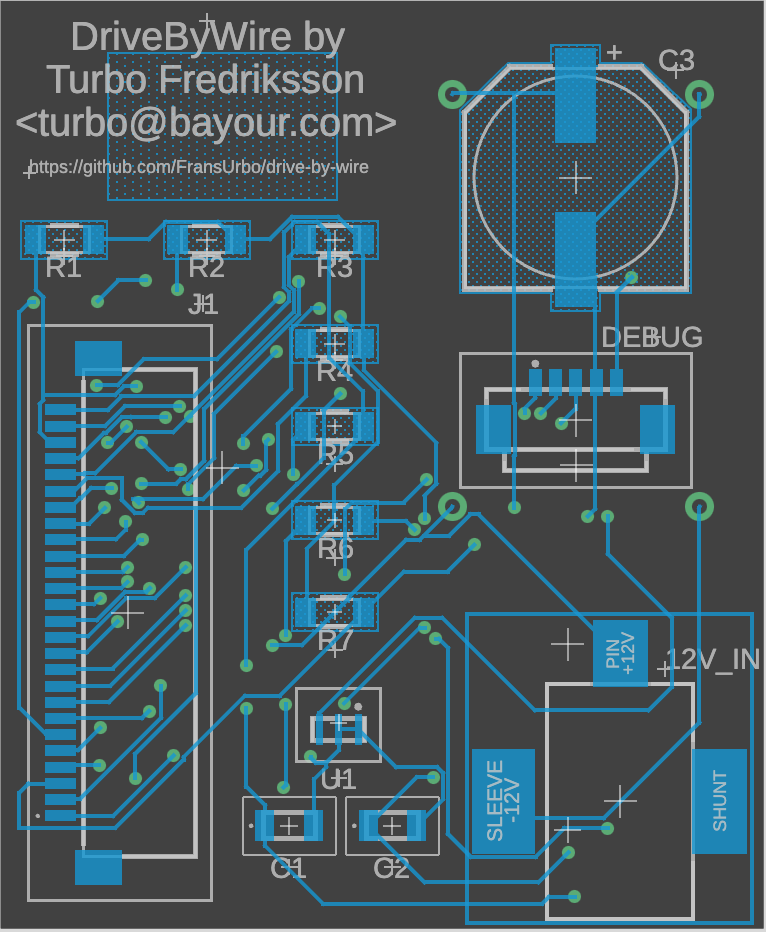 DriveByWire by
Turbo Fredriksson
<turbo@bayour.com>
https://github.com/FransUrbo/drive-by-wire
C3
R1
R2
R3
J1
R4
DEBUG
R5
R6
R7
PIN
+12V
12V_IN
U1
SLEEVE
-12V
SHUNT
C1
C2